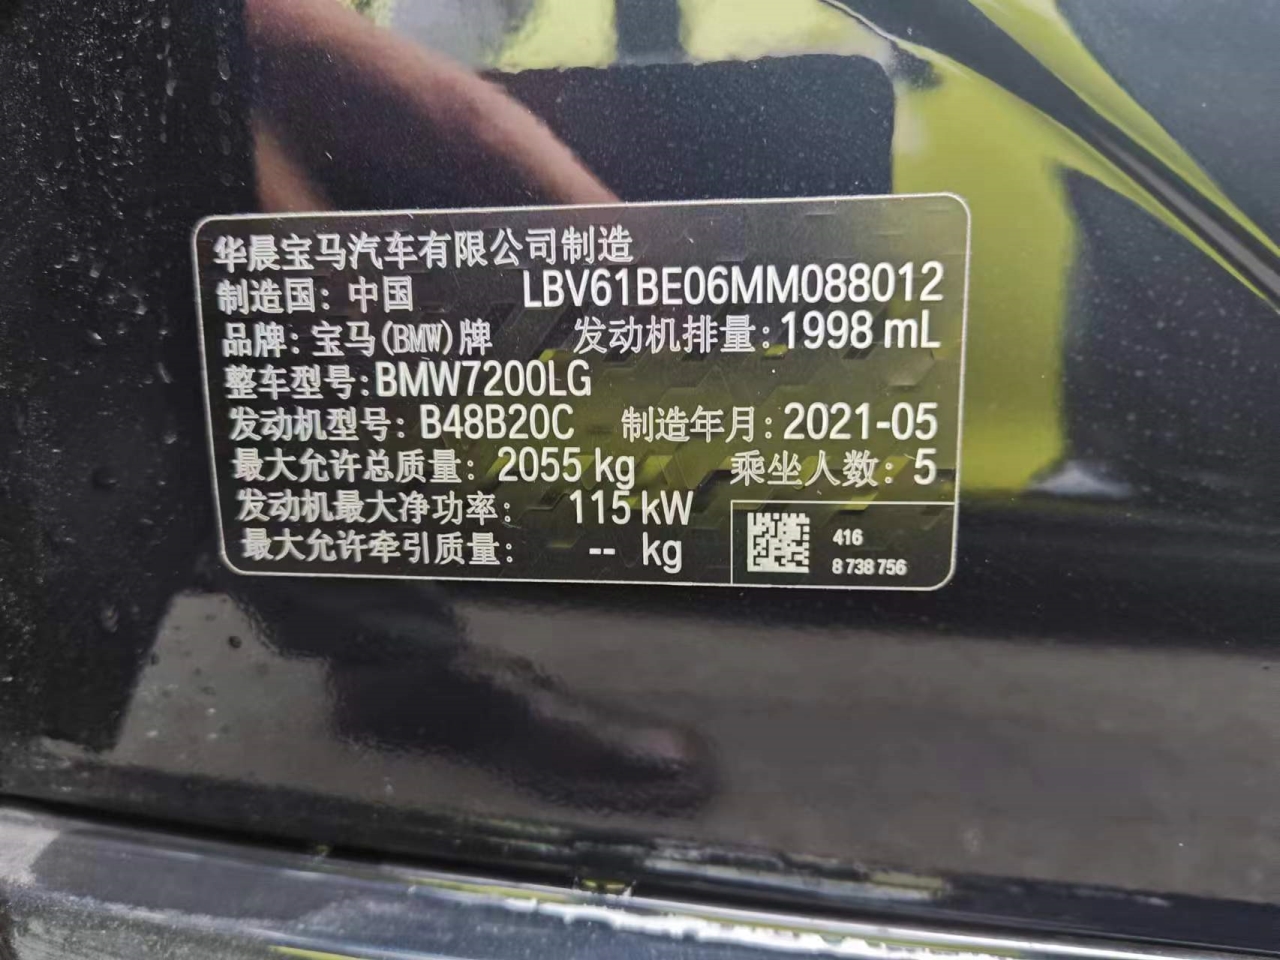 华晨宝马汽车有限公司制造
制造国: 中国 LBV61BE06MM088012
品牌: 宝马(BMW)牌 发动机排量: 1998 mL
整车型号: BMW7200LG
发动机型号: B48B20C 制造年月: 2021-05
最大允许总质量: 2055 kg 乘坐人数: 5
发动机最大净功率: 115 kW
最大允许牵引质量: -- kg
416
8 738 756